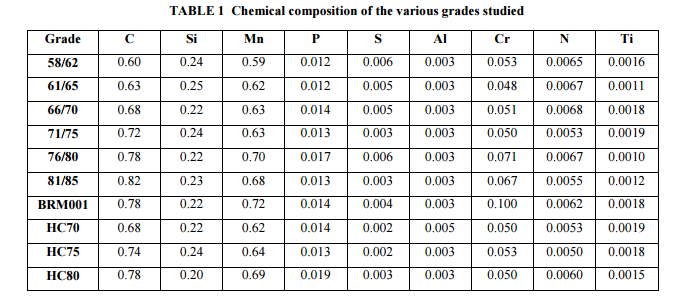 TABLE 1 Chemical composition of the various grades studied
Grade C Si Mn P S Al Cr N Ti
58/62 0.60 0.24 0.59 0.012 0.006 0.003 0.053 0.0065 0.0016
61/65 0.63 0.25 0.62 0.012 0.005 0.003 0.048 0.0067 0.0011
66/70 0.68 0.22 0.63 0.014 0.005 0.003 0.051 0.0068 0.0018
71/75 0.72 0.24 0.63 0.013 0.003 0.003 0.050 0.0053 0.0019
76/80 0.78 0.22 0.70 0.017 0.006 0.003 0.071 0.0067 0.0010
81/85 0.82 0.23 0.68 0.013 0.003 0.003 0.067 0.0055 0.0012
BRM001 0.78 0.22 0.72 0.014 0.004 0.003 0.100 0.0062 0.0018
HC70 0.68 0.22 0.62 0.014 0.002 0.005 0.050 0.0053 0.0019
HC75 0.74 0.24 0.64 0.013 0.002 0.003 0.053 0.0050 0.0018
HC80 0.78 0.20 0.69 0.019 0.003 0.003 0.050 0.0060 0.0015